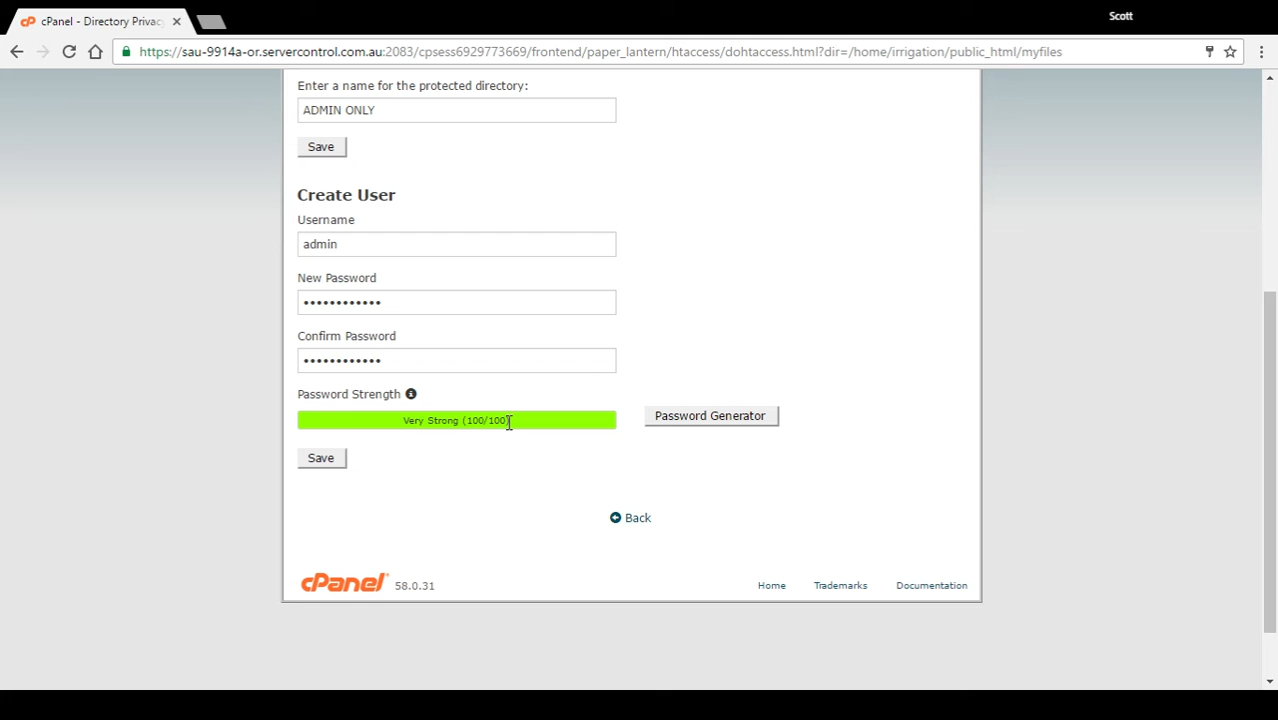 cPanel - Directory Privac
Scott
https://sau-9914a-or.servercontrol.com.au:2083/cpsess6929773669/frontend/paper_lantern/htaccess/dohtaccess.html?dir=/home/irrigation/public_html/myfiles
Enter a name for the protected directory:
ADMIN ONLY
Save
Create User
Username
admin
New Password
••••••••••••
Confirm Password
••••••••••••
Password Strength
Very Strong (100/100)
Password Generator
Save
Back
cPanel 58.0.31
Home Trademarks Documentation